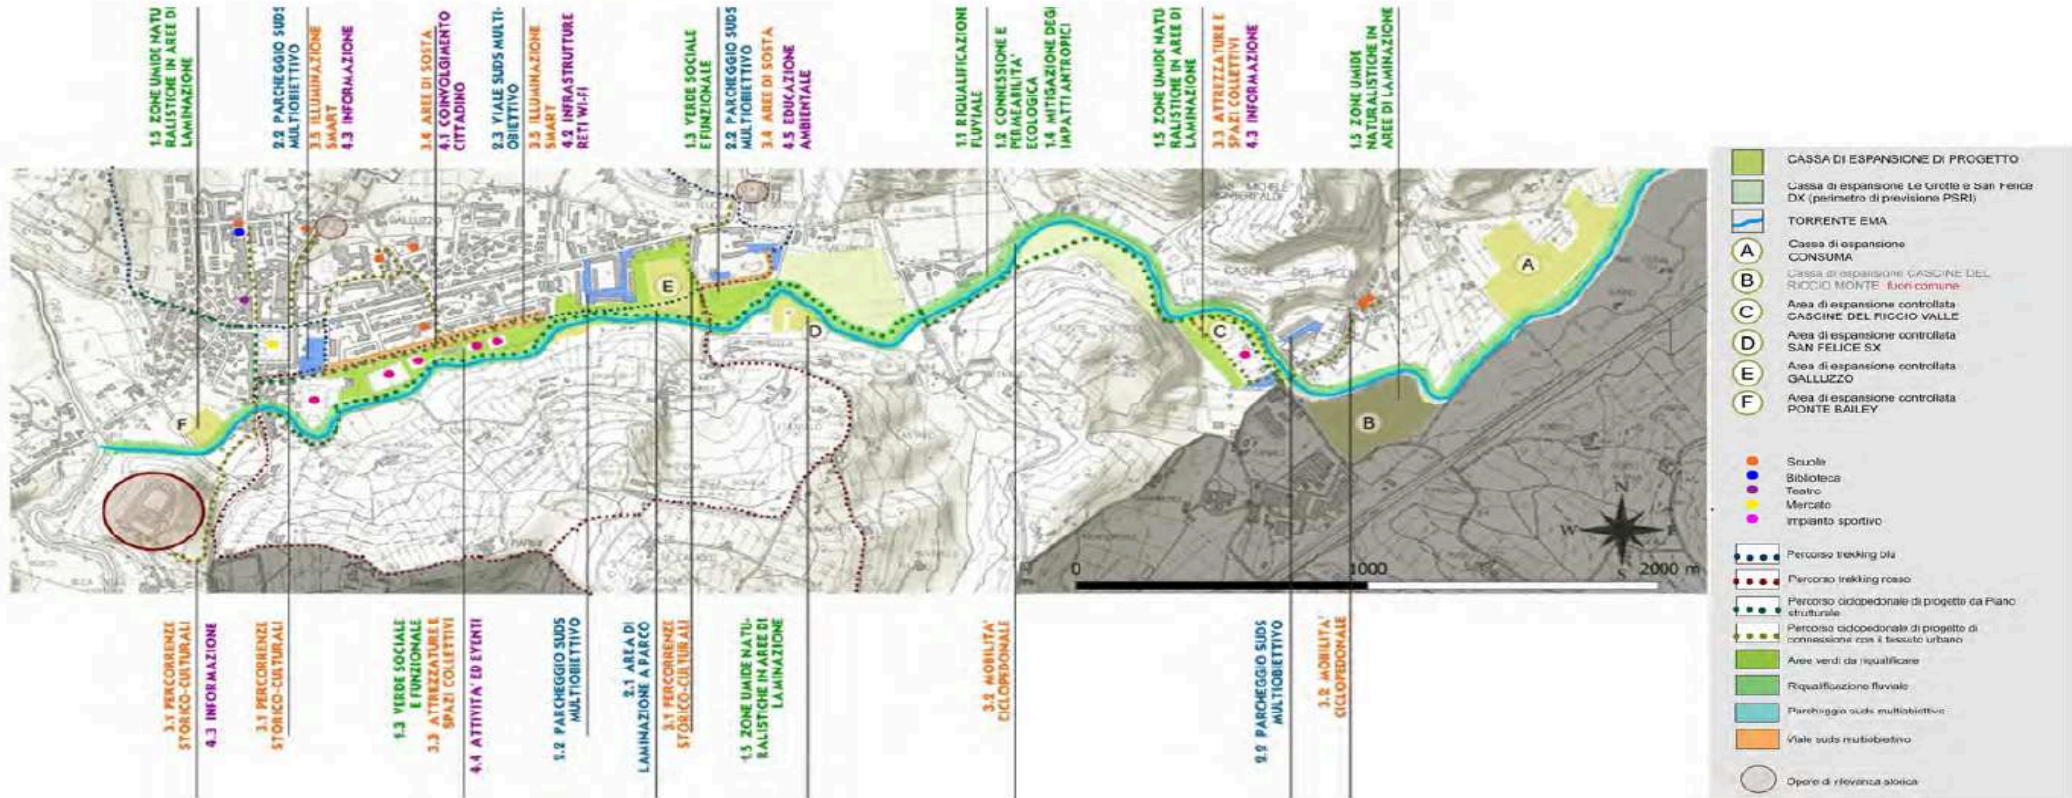 1.5 ZONE UMIDE NATU
RALISTICHE IN AREE DI
LAMINAZIONE
2.2 PARCHEGGIO SUDS
MULTIOBIETTIVO
3.5 ILLUMINAZIONE
SMART
4.3 INFORMAZIONE
3.4 AREE DI SOSTA
4.1 COINVOLGIMENTO
CITTADINO
2.3 VIALE SUDS MULTI-
OBIETTIVO
3.5 ILLUMINAZIONE
SMART
4.2 INFRASTRUTTURE
RETI WI-FI
1.3 VERDE SOCIALE
E FUNZIONALE
2.2 PARCHEGGIO SUDS
MULTIOBIETTIVO
3.4 AREE DI SOSTA
4.5 EDUCAZIONE
AMBIENTALE
1.1 RIQUALIFICAZIONE
FLUVIALE
1.2 CONNESSIONE E
PERMEABILITA'
ECOLOGICA
1.4 MITIGAZIONE DEGI
IMPATTI ANTROPICI
1.5 ZONE UMIDE NATU-
RALISTICHE IN AREE DI
LAMINAZIONE
3.3 ATTREZZATURE E
SPAZI COLLETTIVI
4.3 INFORMAZIONE
1.5 ZONE UMIDE
NATURALISTICHE IN
AREE DI LAMINAZIONE
GALLUZZO
A
B
C
D
E
F
N
W
E
S
0
1000
2000 m
3.1 PERCORRENZE
STORICO-CULTURALI
4.3 INFORMAZIONE
3.1 PERCORRENZE
STORICO-CULTURALI
1.3 VERDE SOCIALE
E FUNZIONALE
3.3 ATTREZZATURE E
SPAZI COLLETTIVI
4.4 ATTIVITA' ED EVENTI
2.2 PARCHEGGIO SUDS
MULTIOBIETTIVO
2.1 AREA DI
LAMINAZIONE A PARCO
3.1 PERCORRENZE
STORICO-CULTURALI
1.5 ZONE UMIDE NATU-
RALISTICHE IN AREE DI
LAMINAZIONE
3.2 MOBILITA'
CICLOPEDONALE
2.2 PARCHEGGIO SUDS
MULTIOBIETTIVO
3.2 MOBILITA'
CICLOPEDONALE
CASSA DI ESPANSIONE DI PROGETTO
Cassa di espansione Le Grotte e San Felice
DX (perimetro di previsione PSRI)
TORRENTE EMA
A
Cassa di espansione
CONSUMA
B
Cassa di espansione CASCINE DEL
RICCIO MONTE fuori comune
C
Area di espansione controllata
CASCINE DEL RICCIO VALLE
D
Area di espansione controllata
SAN FELICE SX
E
Area di espansione controllata
GALLUZZO
F
Area di espansione controllata
PONTE BAILEY
Scuole
Biblioteca
Teatro
Mercato
Impianto sportivo
Percorso trekking blu
Percorso trekking rosso
Percorso ciclopedonale di progetto da Piano
strutturale
Percorso ciclopedonale di progetto di
connessione con il tessuto urbano
Aree verdi da riqualificare
Riqualificazione fluviale
Parcheggio suds multiobiettivo
Viale suds multiobiettivo
Opere di rilevanza storica